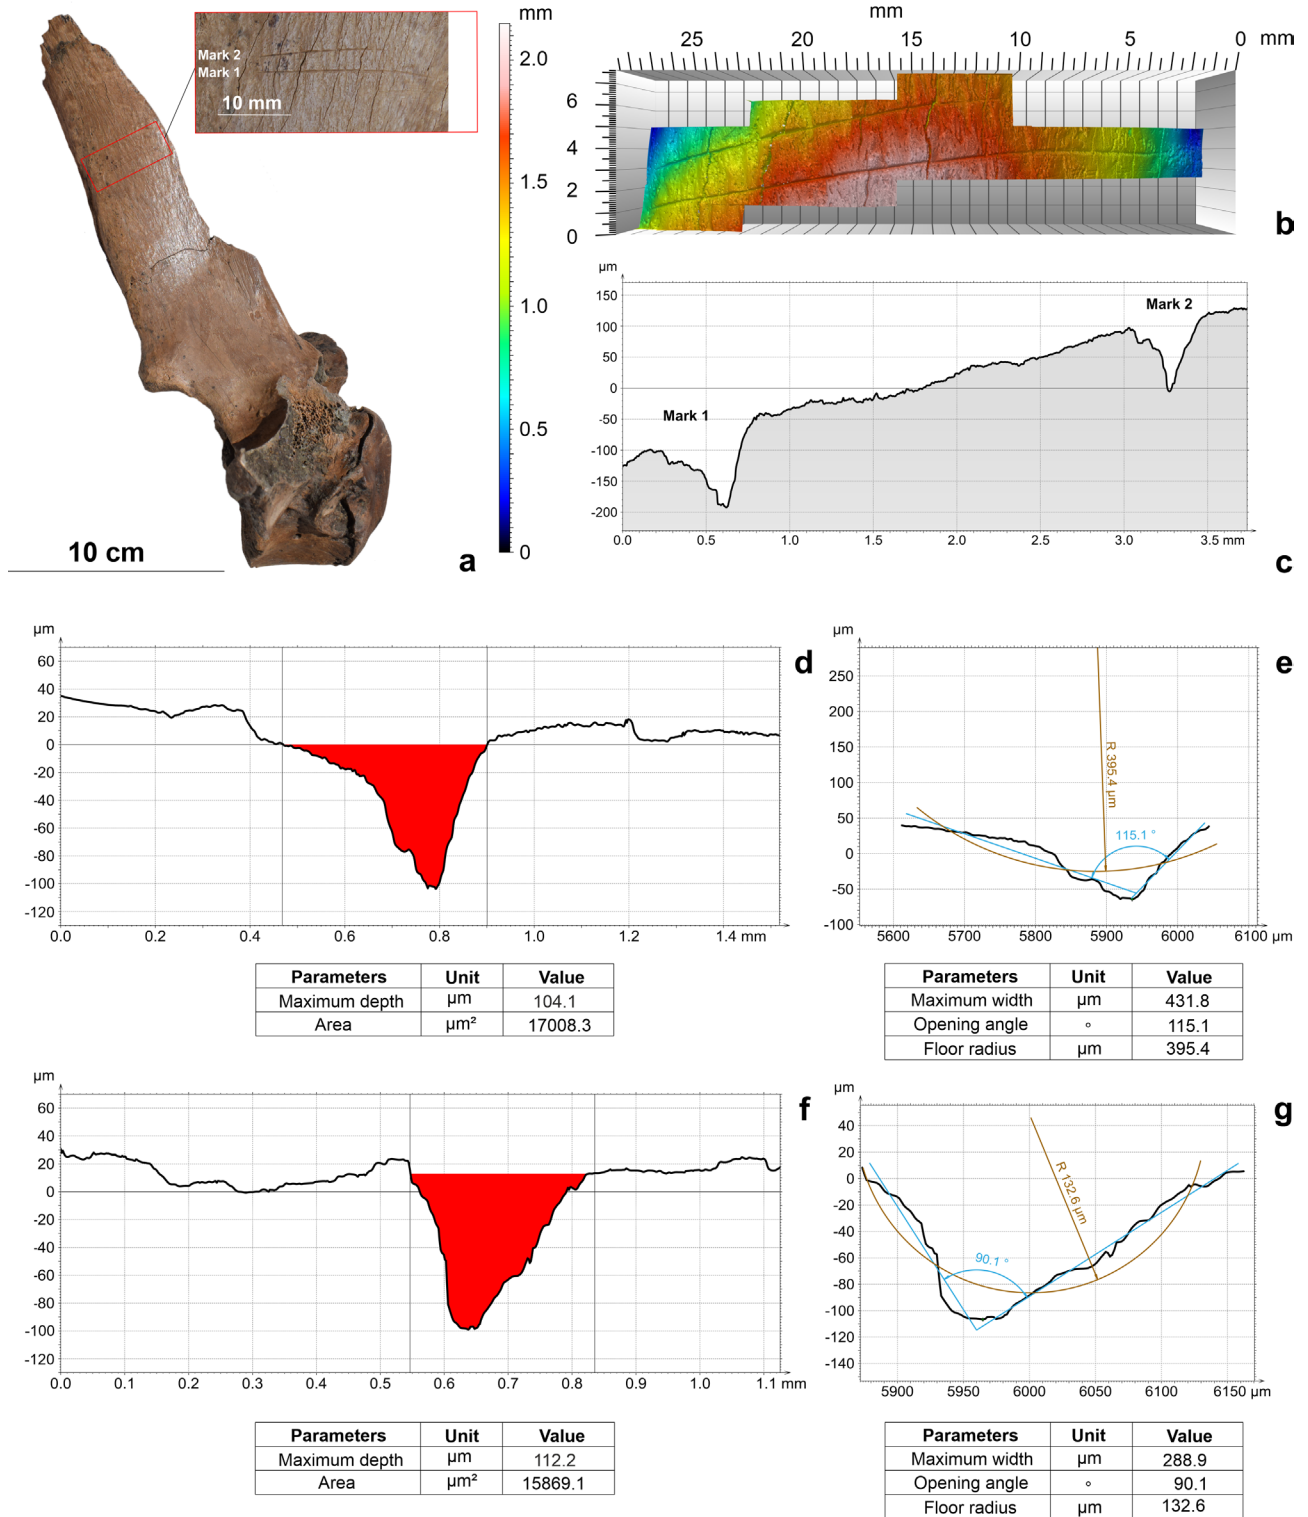 Mark 2
Mark 1
10 mm
10 cm
a
mm
2.0
1.5
1.0
0.5
0
mm
25 20 15 10 5 0 mm
6
4
2
0
b
µm
150
100
50
0
-50
-100
-150
-200
Mark 1
Mark 2
0.0 0.5 1.0 1.5 2.0 2.5 3.0 3.5 mm
c
µm
60
40
20
0
-20
-40
-60
-80
-100
-120
0.0 0.2 0.4 0.6 0.8 1.0 1.2 1.4 mm
d
Parameters Unit Value
Maximum depth µm 104.1
Area µm² 17008.3
µm
250
200
150
100
50
0
-50
-100
R 395.4 µm
115.1 °
5600 5700 5800 5900 6000 6100 µm
e
Parameters Unit Value
Maximum width µm 431.8
Opening angle ° 115.1
Floor radius µm 395.4
µm
60
40
20
0
-20
-40
-60
-80
-100
-120
0.0 0.1 0.2 0.3 0.4 0.5 0.6 0.7 0.8 0.9 1.0 1.1 mm
f
Parameters Unit Value
Maximum depth µm 112.2
Area µm² 15869.1
µm
40
20
0
-20
-40
-60
-80
-100
-120
-140
R 132.6 µm
90.1 °
5900 5950 6000 6050 6100 6150 µm
g
Parameters Unit Value
Maximum width µm 288.9
Opening angle ° 90.1
Floor radius µm 132.6